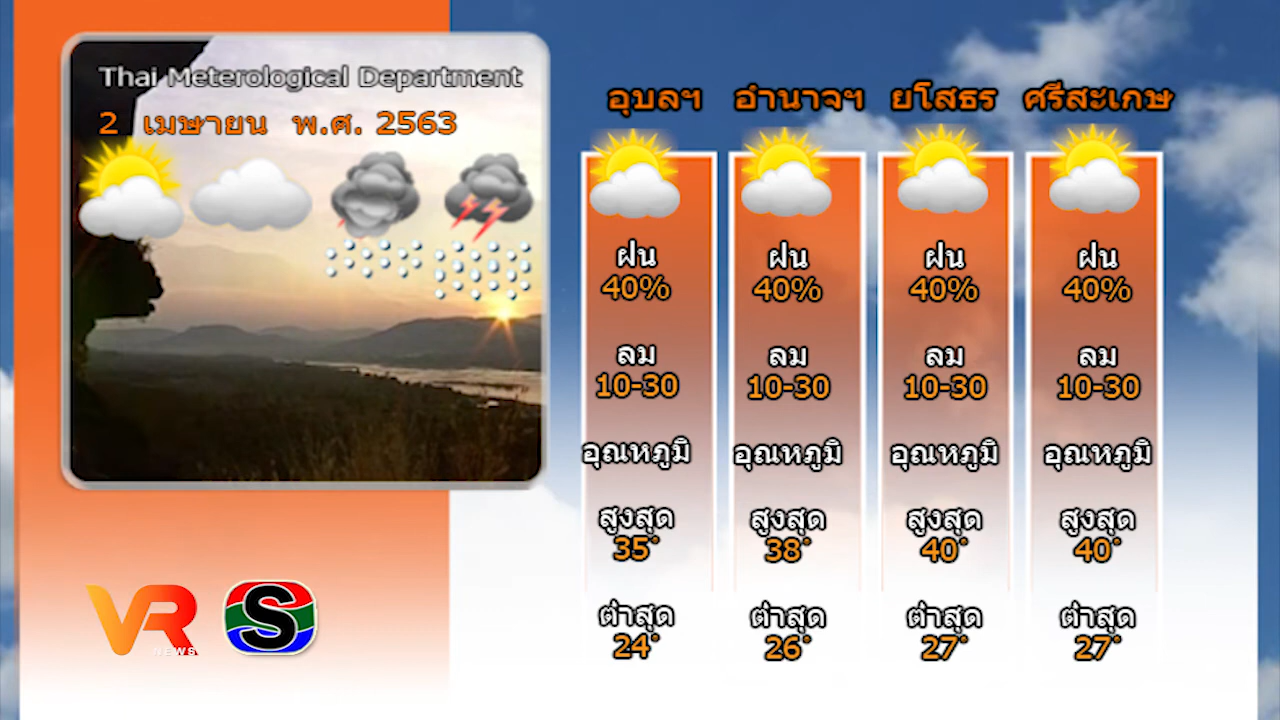 Thai Meterological Department
2 เมษายน พ.ศ. 2563
อุบลฯ อำนาจฯ ยโสธร ศรีสะเกษ
ฝน ฝน ฝน ฝน
40% 40% 40% 40%
ลม ลม ลม ลม
10-30 10-30 10-30 10-30
อุณหภูมิ อุณหภูมิ อุณหภูมิ อุณหภูมิ
สูงสุด สูงสุด สูงสุด สูงสุด
35° 38° 40° 40°
ต่ำสุด ต่ำสุด ต่ำสุด ต่ำสุด
24° 26° 27° 27°
VR S
NEWS